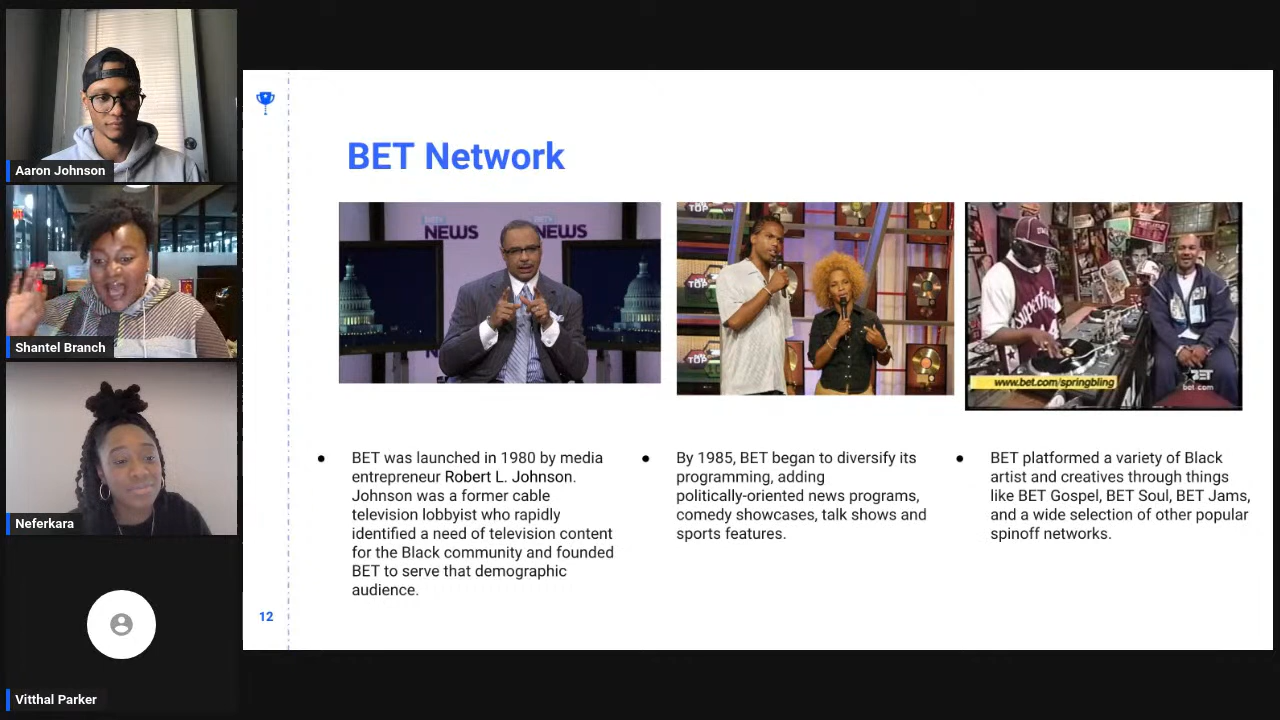 Aaron Johnson
Shantel Branch
Neferkara
Vitthal Parker
BET Network
NEWS
NEWS
TOP
TOP
TOP
www.bet.com/springbling
BET
bet.com
BET was launched in 1980 by media
entrepreneur Robert L. Johnson.
Johnson was a former cable
television lobbyist who rapidly
identified a need of television content
for the Black community and founded
BET to serve that demographic
audience.
By 1985, BET began to diversify its
programming, adding
politically-oriented news programs,
comedy showcases, talk shows and
sports features.
BET platformed a variety of Black
artist and creatives through things
like BET Gospel, BET Soul, BET Jams,
and a wide selection of other popular
spinoff networks.
12